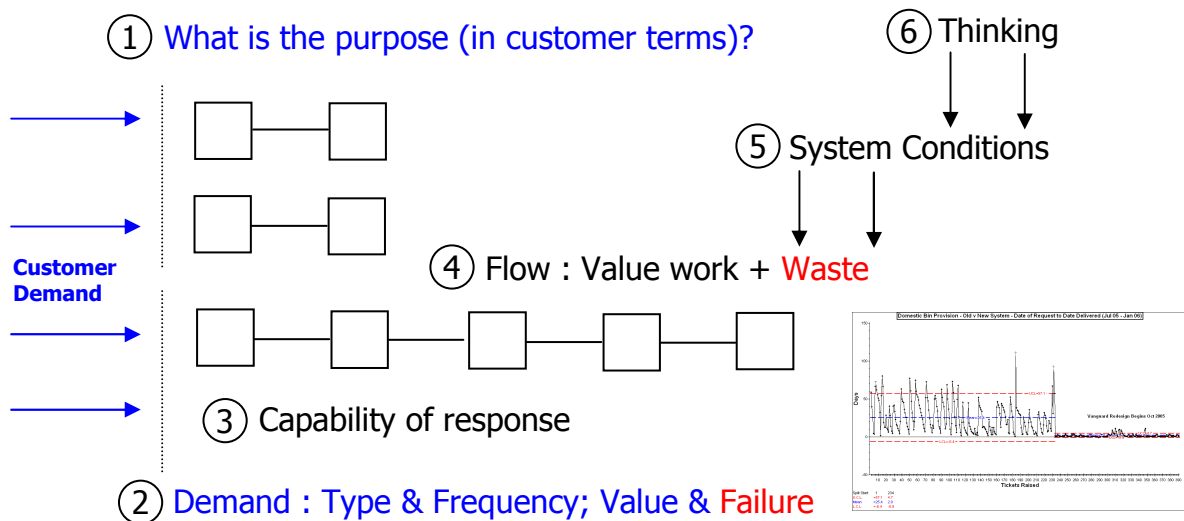 1 What is the purpose (in customer terms)?
6 Thinking
5 System Conditions
Customer
Demand
4 Flow : Value work + Waste
Domestic Bin Provision - Old v New System - Date of Request to Date Delivered (Jul 05 - Jan 06)
Days
Vanguard Redesign Begins Oct 2005
Tickets Raised
3 Capability of response
2 Demand : Type & Frequency; Value & Failure